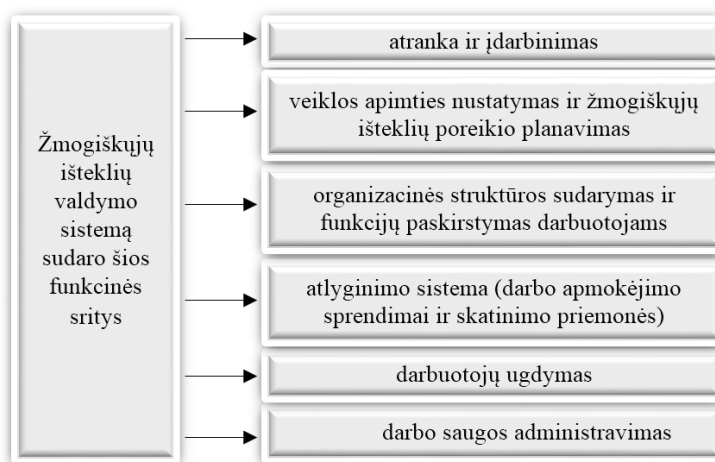 Žmogiškųjų
išteklių
valdymo
sistemą
sudaro šios
funkcinės
sritys
atranka ir įdarbinimas
veiklos apimties nustatymas ir žmogiškųjų
išteklių poreikio planavimas
organizacinės struktūros sudarymas ir
funkcijų paskirstymas darbuotojams
atlyginimo sistema (darbo apmokėjimo
sprendimai ir skatinimo priemonės)
darbuotojų ugdymas
darbo saugos administravimas